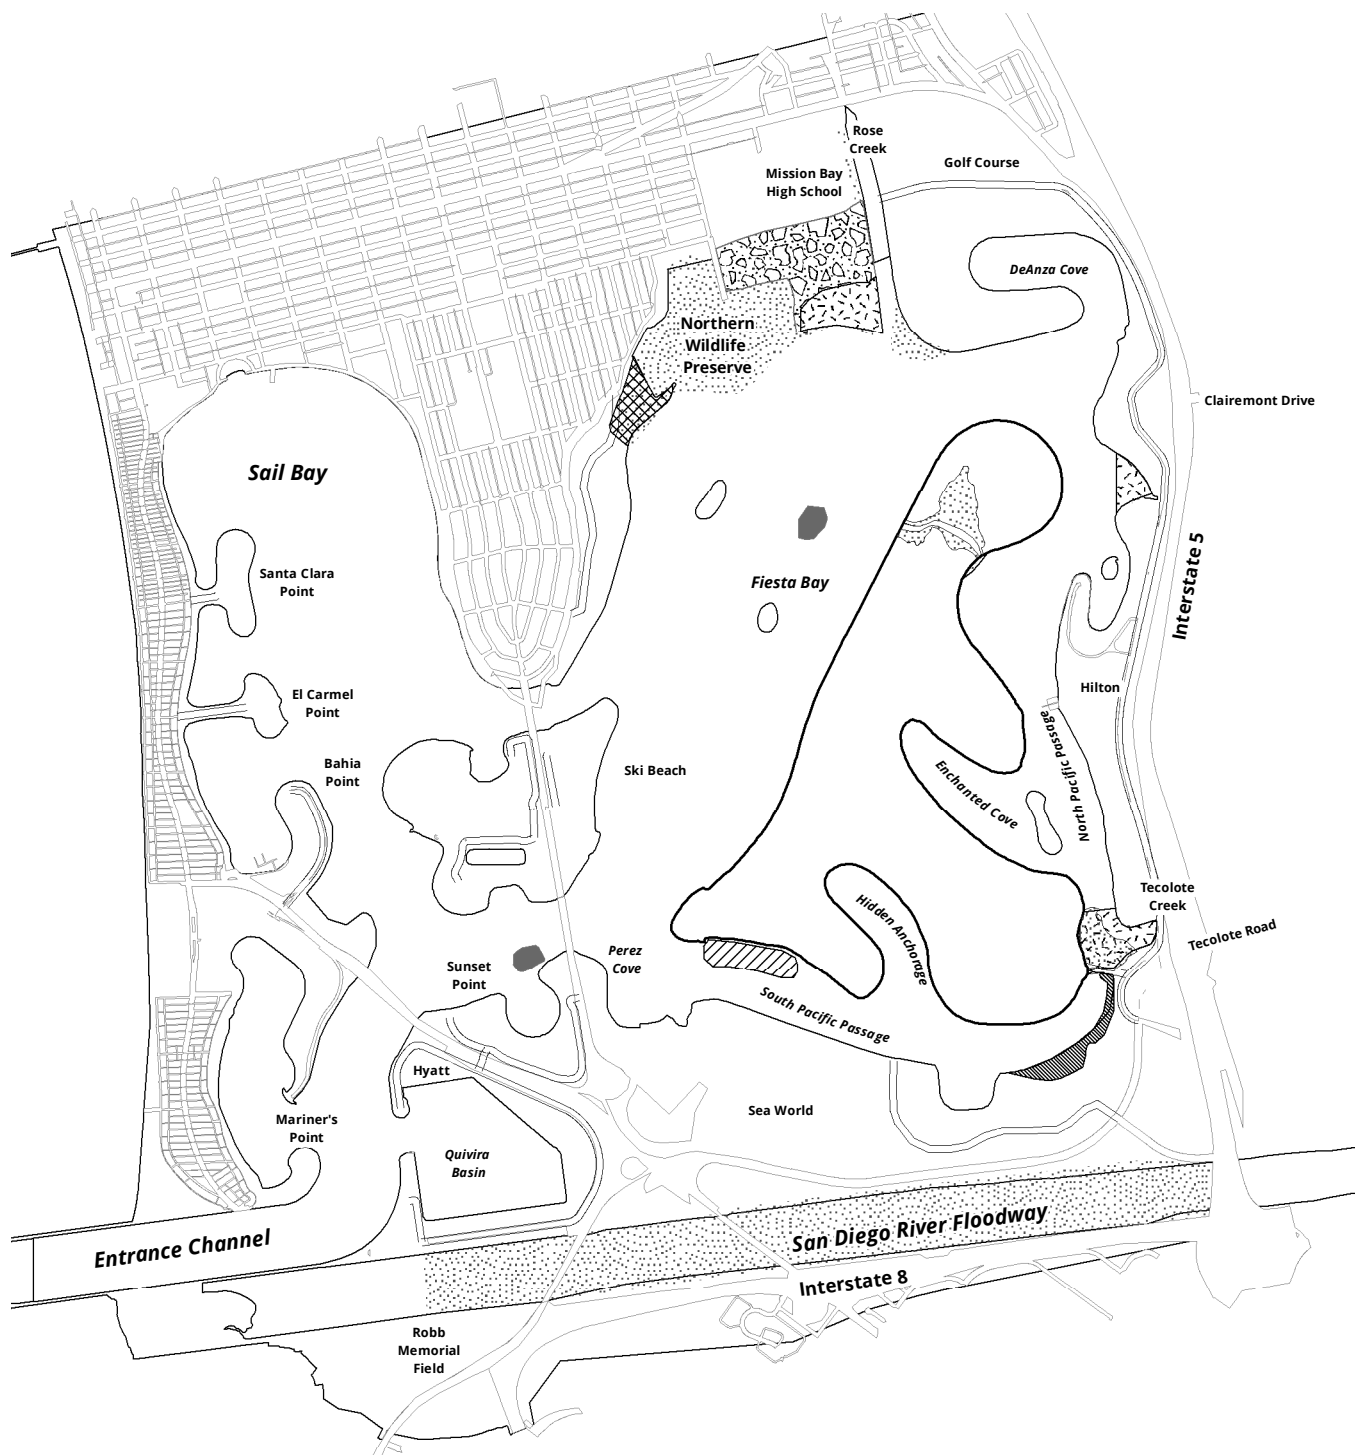 Rose
Creek
Golf Course
Mission Bay
High School
DeAnza Cove
Northern
Wildlife
Preserve
Clairemont Drive
Sail Bay
Interstate 5
Santa Clara
Point
Fiesta Bay
El Carmel
Point
Hilton
North Pacific Passage
Bahia
Point
Ski Beach
Enchanted Cove
Tecolote
Creek
Tecolote Road
Hidden Anchorage
Perez
Cove
Sunset
Point
South Pacific Passage
Hyatt
Sea World
Mariner's
Point
Quivira
Basin
Entrance Channel
San Diego River Floodway
Interstate 8
Robb
Memorial
Field